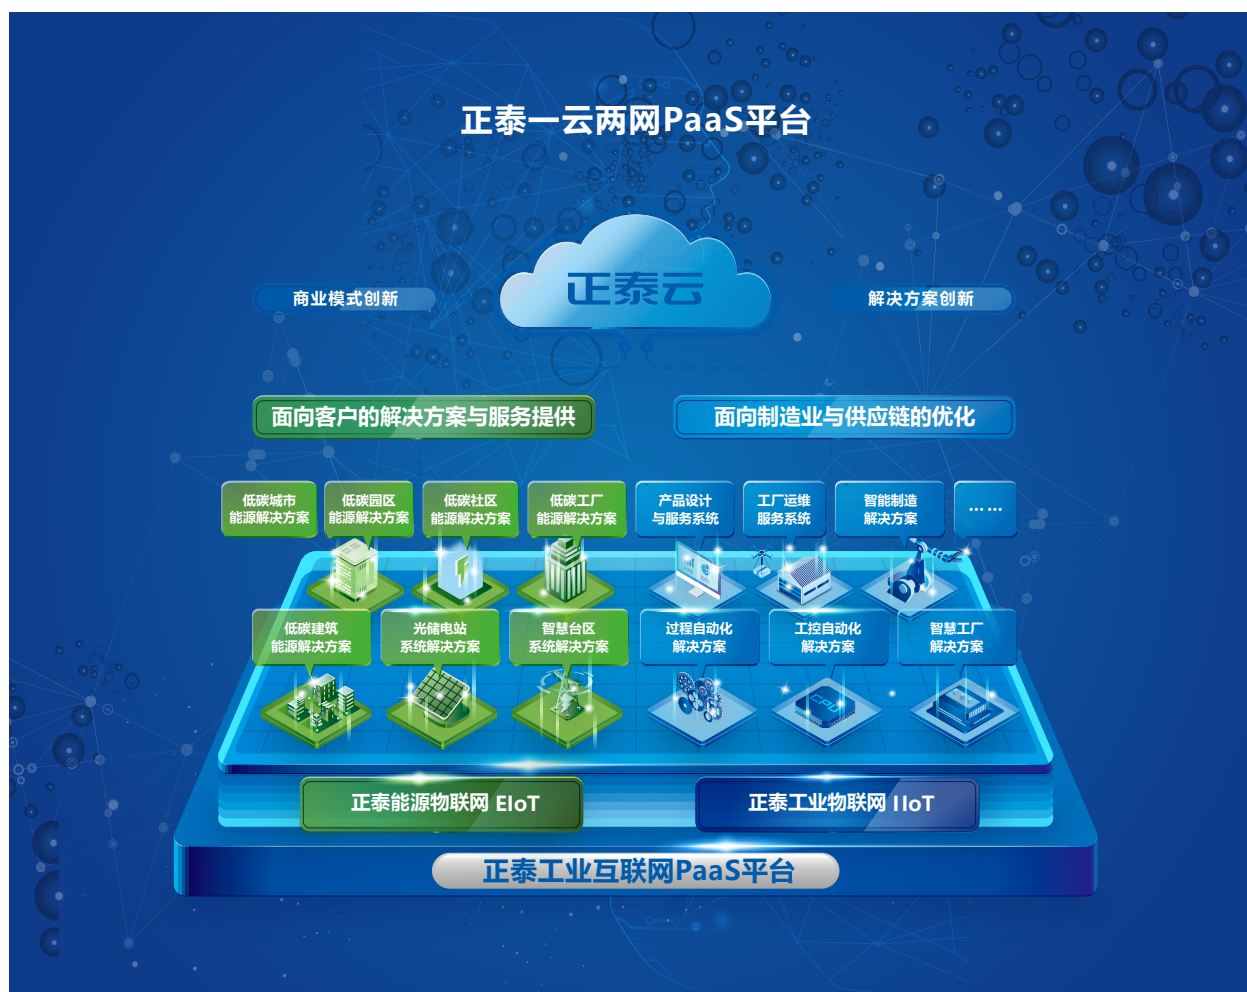 正泰一云两网PaaS平台
正泰云
商业模式创新
解决方案创新
面向客户的解决方案与服务提供
面向制造业与供应链的优化
低碳城市
能源解决方案
低碳园区
能源解决方案
低碳社区
能源解决方案
低碳工厂
能源解决方案
产品设计
与服务系统
工厂运维
服务系统
智能制造
解决方案
……
低碳建筑
能源解决方案
光储电站
系统解决方案
智慧台区
系统解决方案
过程自动化
解决方案
工控自动化
解决方案
智慧工厂
解决方案
CPU
正泰能源物联网 EIoT
正泰工业物联网 IIoT
正泰工业互联网PaaS平台